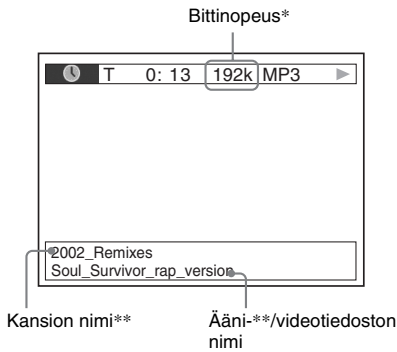 Bittinopeus*
T 0: 13 192k MP3
2002_Remixes
Soul_Survivor_rap_version
Kansion nimi**
Ääni-**/videotiedoston
nimi